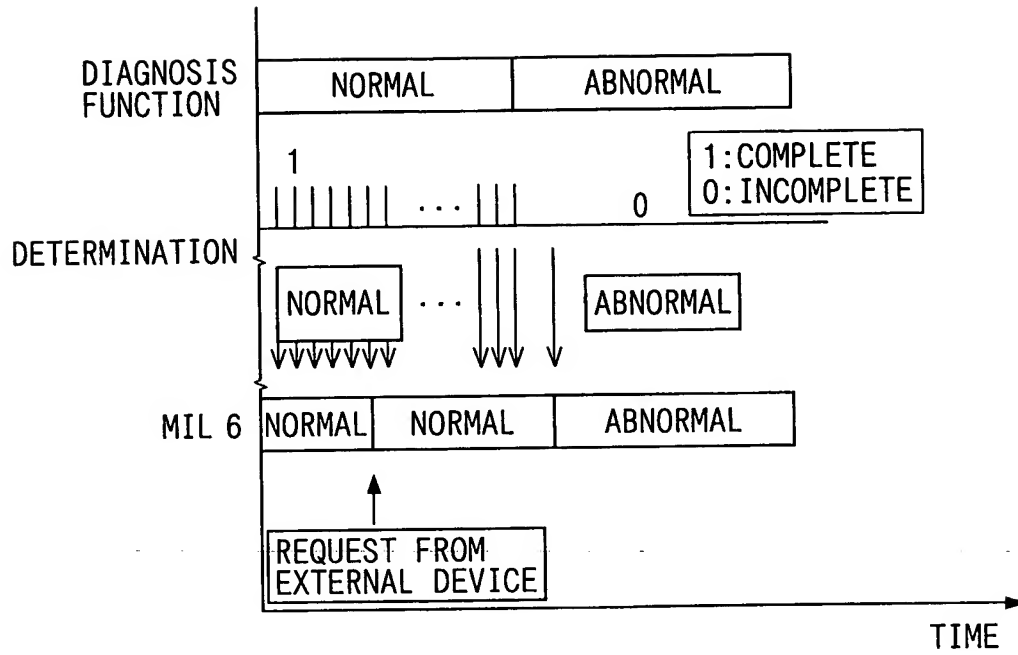 DIAGNOSIS
FUNCTION
NORMAL
ABNORMAL
1
...
0
1:COMPLETE
0:INCOMPLETE
DETERMINATION
NORMAL
...
ABNORMAL
MIL 6
NORMAL
NORMAL
ABNORMAL
REQUEST FROM
EXTERNAL DEVICE
TIME